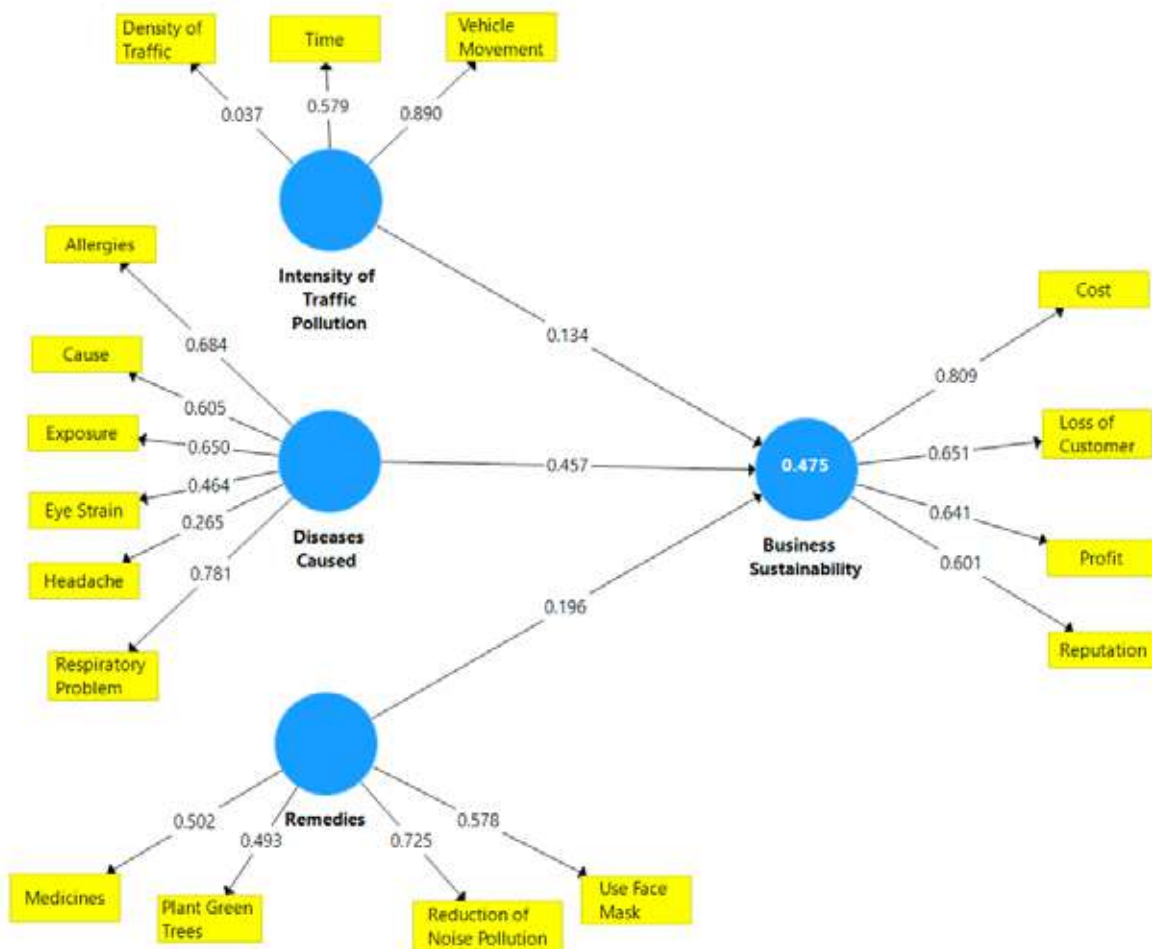 Density of
Traffic
Time
Vehicle
Movement
0.037
0.579
0.890
Allergies
Intensity of
Traffic
Pollution
Cost
0.134
0.684
Cause
0.809
0.605
Exposure
0.650
Loss of
Customer
0.651
0.457
0.475
0.464
Eye Strain
0.265
0.641
Diseases
Caused
Business
Sustainability
Profit
0.601
Headache
0.781
0.196
Respiratory
Problem
Reputation
Remedies
0.502
0.493
0.725
0.578
Medicines
Plant Green
Trees
Reduction of
Noise Pollution
Use Face
Mask